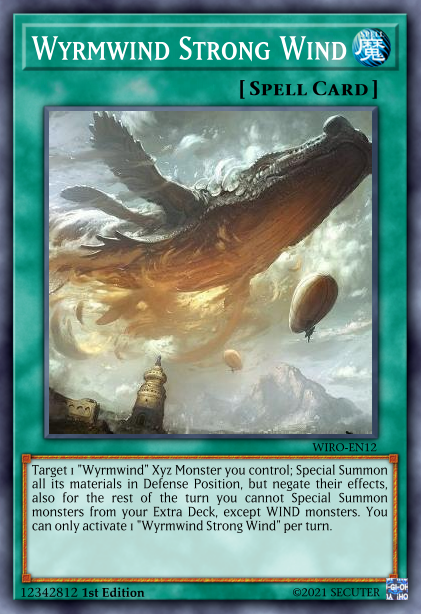 Wyrmwind Strong Wind
魔
[Spell Card]
WIRO-EN12
Target 1 "Wyrmwind" Xyz Monster you control; Special Summon
all its materials in Defense Position, but negate their effects,
also for the rest of the turn you cannot Special Summon
monsters from your Extra Deck, except WIND monsters. You
can only activate 1 "Wyrmwind Strong Wind" per turn.
12342812 1st Edition
©2021 SECUTER